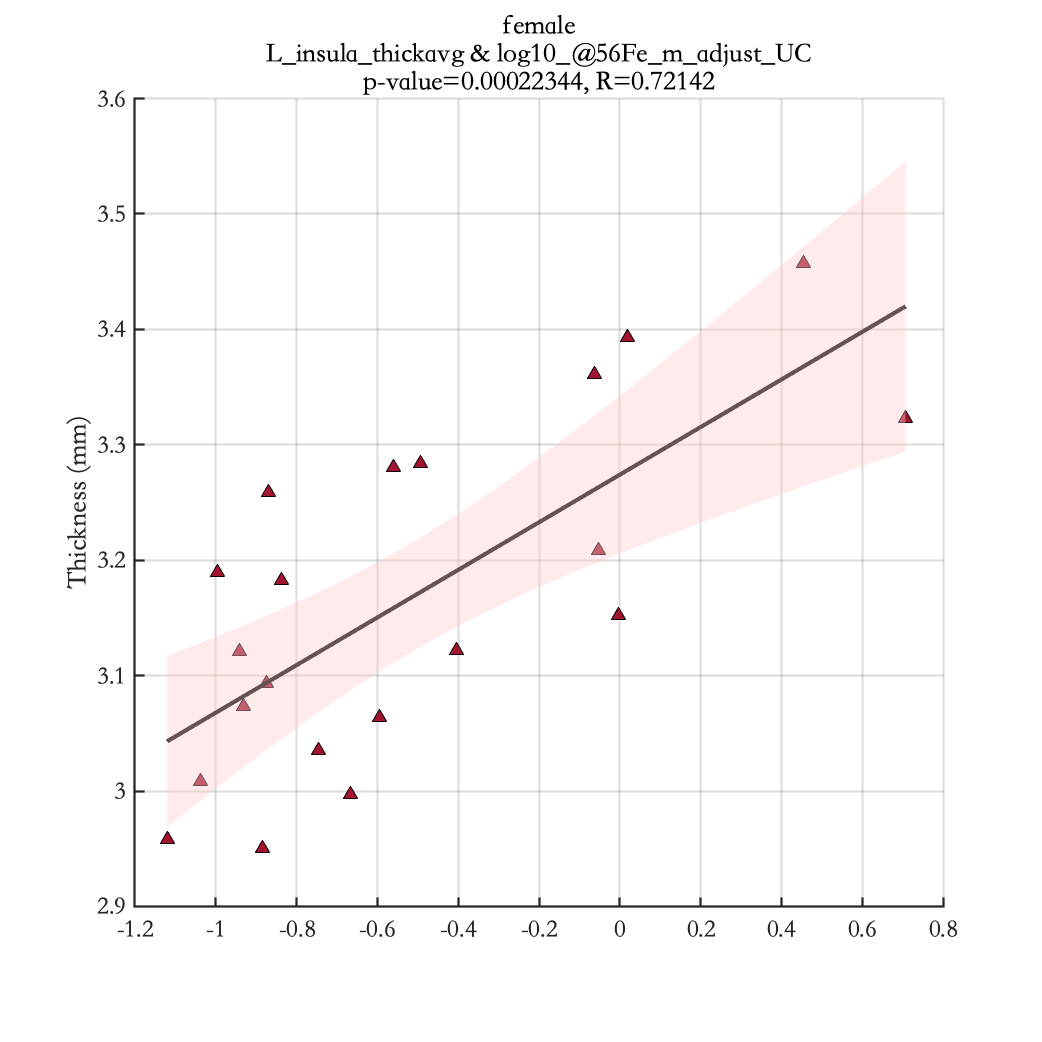 female
L_insula_thickavg & log10_@56Fe_m_adjust_UC
p-value=0.00022344, R=0.72142
3.6
3.5
3.4
3.3
3.2
3.1
3
2.9
Thickness (mm)
-1.2 -1 -0.8 -0.6 -0.4 -0.2 0 0.2 0.4 0.6 0.8